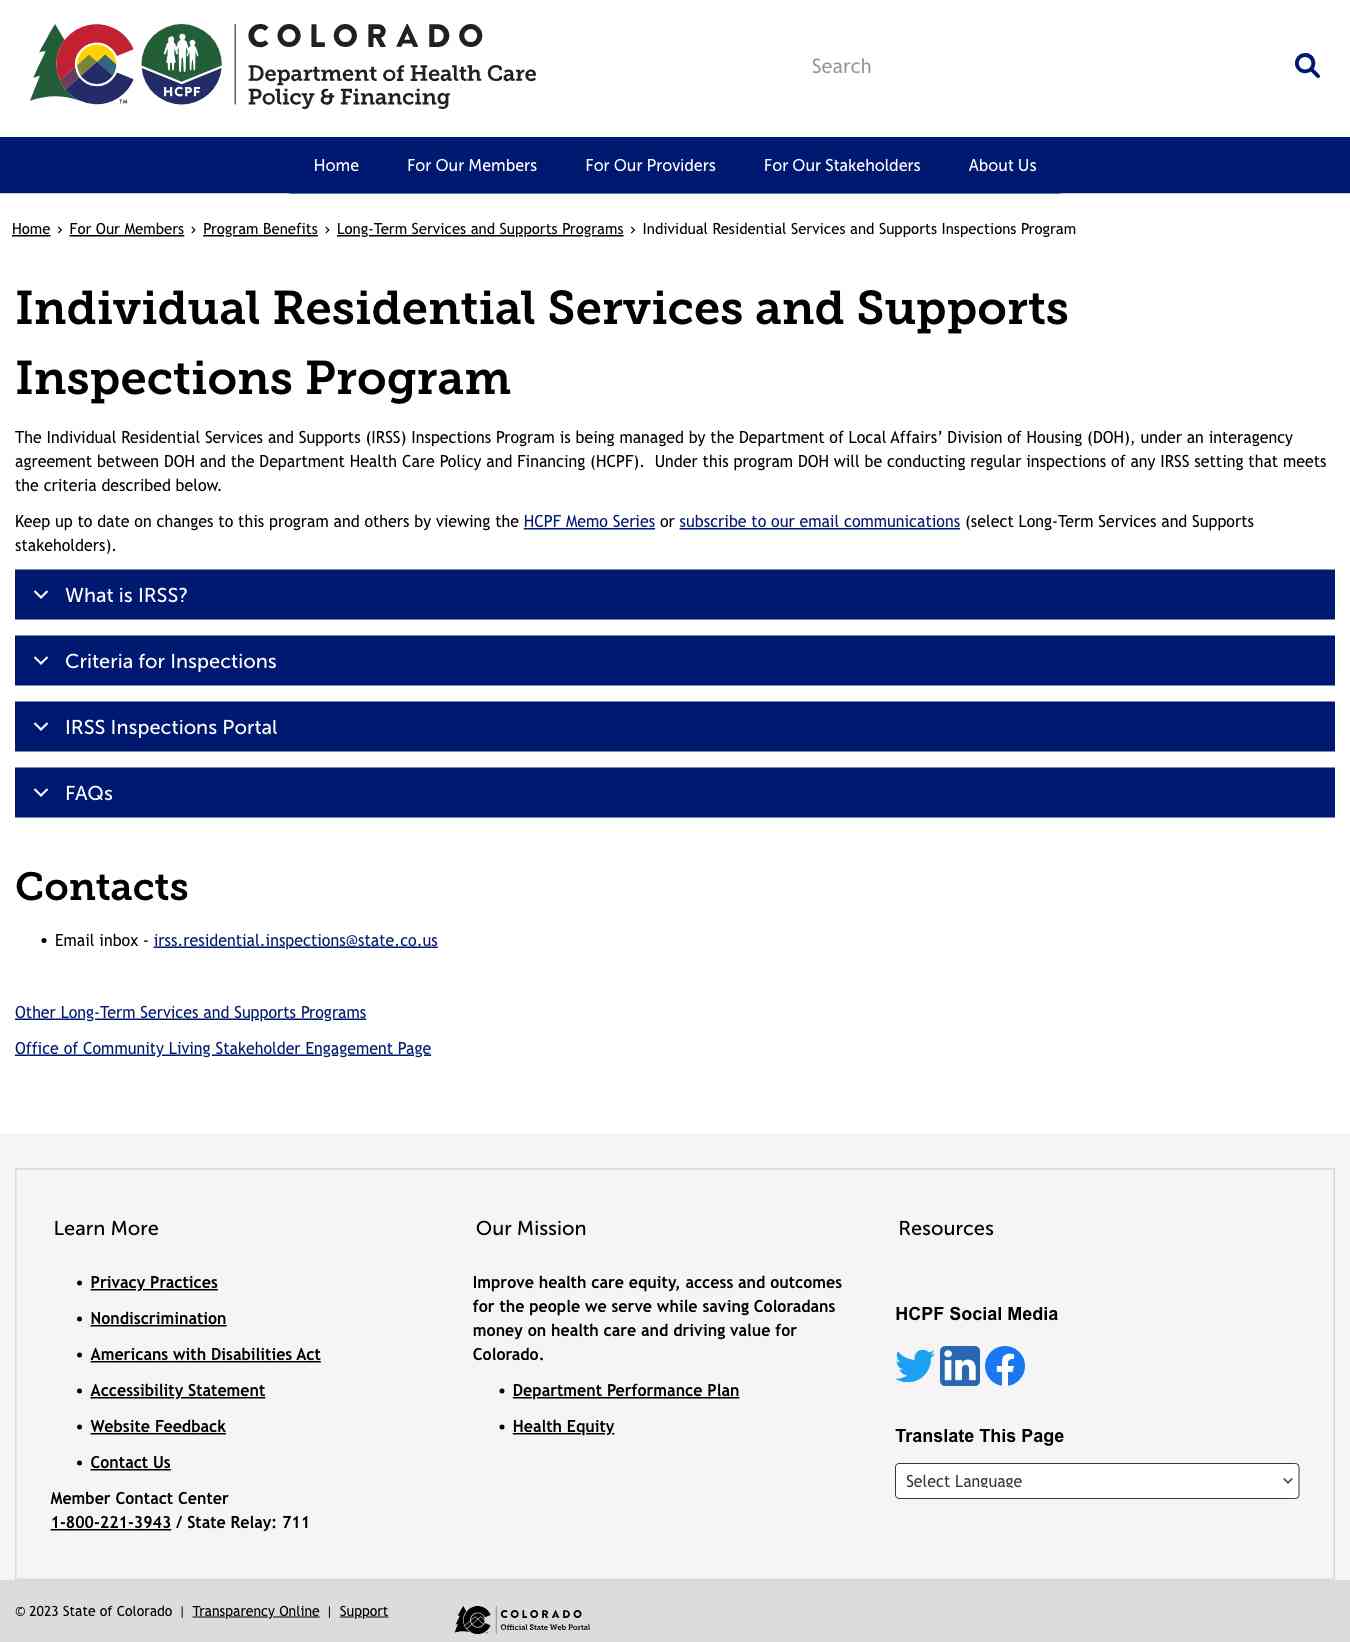 COLORADO
Department of Health Care
Policy & Financing
HCPF
TM
Search
Home
For Our Members
For Our Providers
For Our Stakeholders
About Us
Home › For Our Members › Program Benefits › Long-Term Services and Supports Programs › Individual Residential Services and Supports Inspections Program
Individual Residential Services and Supports
Inspections Program
The Individual Residential Services and Supports (IRSS) Inspections Program is being managed by the Department of Local Affairs’ Division of Housing (DOH), under an interagency
agreement between DOH and the Department Health Care Policy and Financing (HCPF).  Under this program DOH will be conducting regular inspections of any IRSS setting that meets
the criteria described below.
Keep up to date on changes to this program and others by viewing the HCPF Memo Series or subscribe to our email communications (select Long-Term Services and Supports
stakeholders).
What is IRSS?
Criteria for Inspections
IRSS Inspections Portal
FAQs
Contacts
• Email inbox - irss.residential.inspections@state.co.us
Other Long-Term Services and Supports Programs
Office of Community Living Stakeholder Engagement Page
Learn More
• Privacy Practices
• Nondiscrimination
• Americans with Disabilities Act
• Accessibility Statement
• Website Feedback
• Contact Us
Member Contact Center
1-800-221-3943 / State Relay: 711
Our Mission
Improve health care equity, access and outcomes
for the people we serve while saving Coloradans
money on health care and driving value for
Colorado.
• Department Performance Plan
• Health Equity
Resources
HCPF Social Media
in
Translate This Page
Select Language
© 2023 State of Colorado | Transparency Online | Support
COLORADO
Official State Web Portal